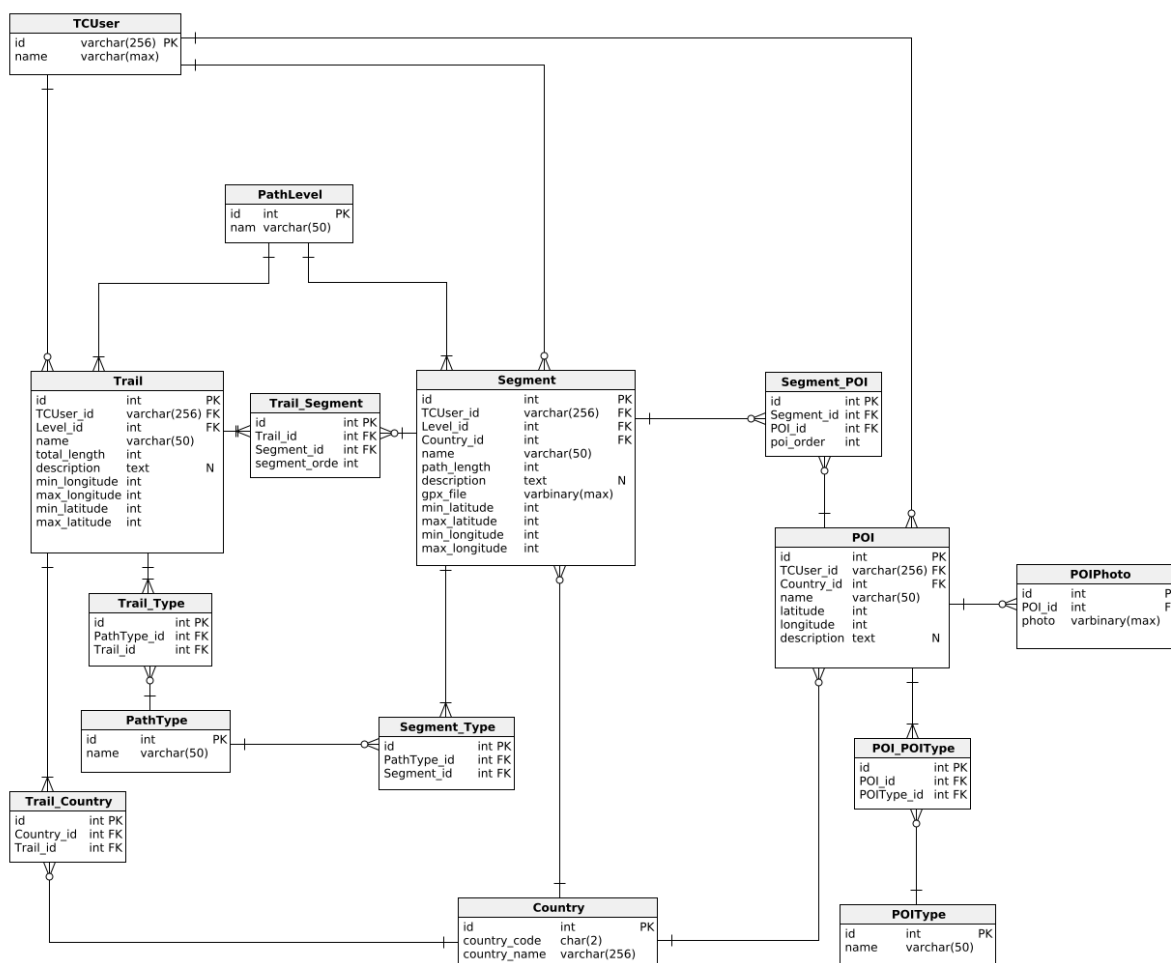 TCUser
id varchar(256) PK
name varchar(max)
PathLevel
id int PK
nam varchar(50)
Trail
id int PK
TCUser_id varchar(256) FK
Level_id int FK
name varchar(50)
total_length int
description text N
min_longitude int
max_longitude int
min_latitude int
max_latitude int
Trail_Segment
id int PK
Trail_id int FK
Segment_id int FK
segment_orde int
Segment
id int PK
TCUser_id varchar(256) FK
Level_id int FK
Country_id int FK
name varchar(50)
path_length int
description text N
gpx_file varbinary(max)
min_latitude int
max_latitude int
min_longitude int
max_longitude int
Segment_POI
id int PK
Segment_id int FK
POI_id int FK
poi_order int
POI
id int PK
TCUser_id varchar(256) FK
Country_id int FK
name varchar(50)
latitude int
longitude int
description text N
POIPhoto
id int P
POI_id int F
photo varbinary(max)
Trail_Type
id int PK
PathType_id int FK
Trail_id int FK
PathType
id int PK
name varchar(50)
Segment_Type
id int PK
PathType_id int FK
Segment_id int FK
POI_POIType
id int PK
POI_id int FK
POIType_id int FK
Trail_Country
id int PK
Country_id int FK
Trail_id int FK
Country
id int PK
country_code char(2)
country_name varchar(256)
POIType
id int PK
name varchar(50)